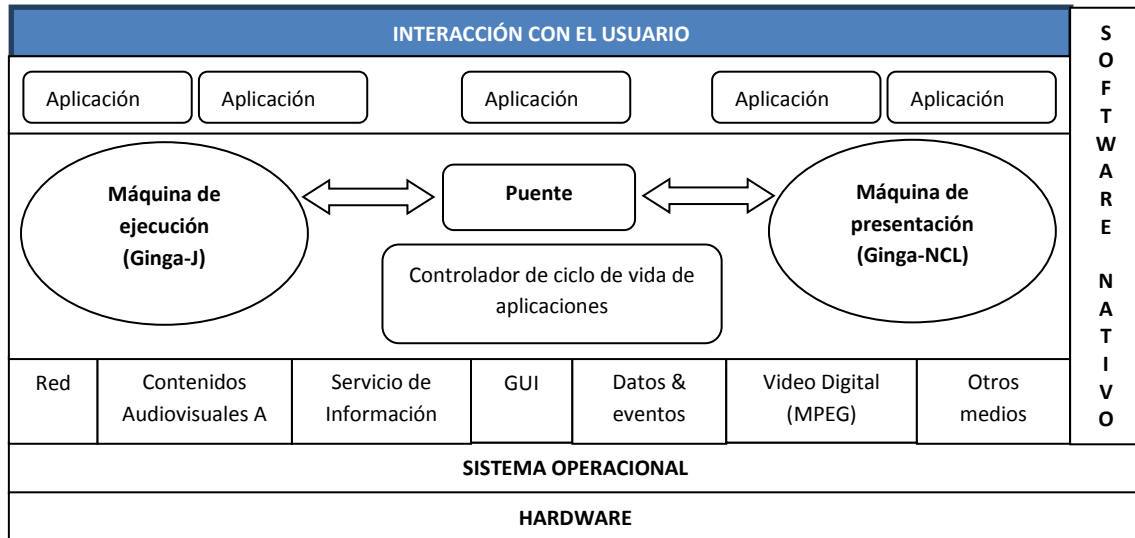 INTERACCIÓN CON EL USUARIO
Aplicación
Aplicación
Aplicación
Aplicación
Aplicación
Máquina de
ejecución
(Ginga-J)
Puente
Máquina de
presentación
(Ginga-NCL)
Controlador de ciclo de vida de
aplicaciones
Red
Contenidos
Audiovisuales A
Servicio de
Información
GUI
Datos &
eventos
Video Digital
(MPEG)
Otros
medios
SISTEMA OPERACIONAL
HARDWARE
SOFTWARE NATIVO